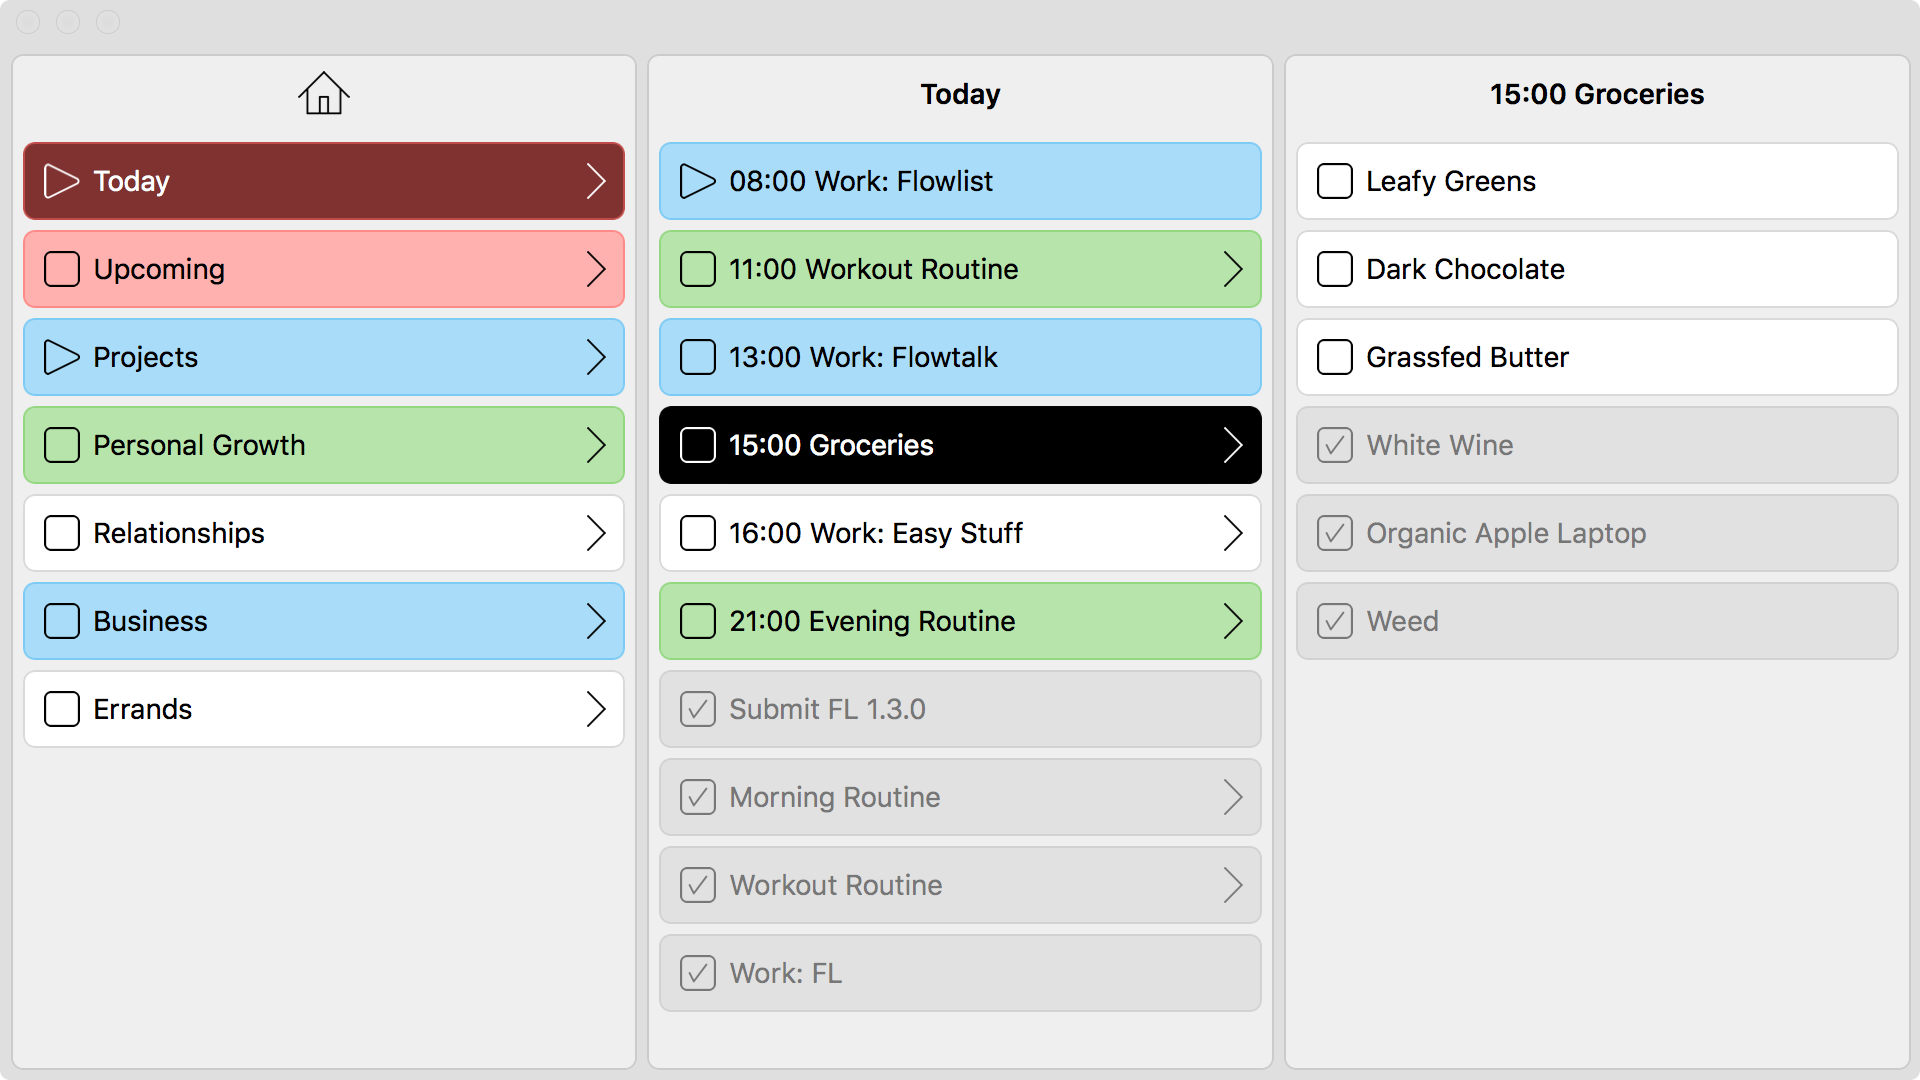 Today
Upcoming
Projects
Personal Growth
Relationships
Business
Errands
Today
08:00 Work: Flowlist
11:00 Workout Routine
13:00 Work: Flowtalk
15:00 Groceries
16:00 Work: Easy Stuff
21:00 Evening Routine
Submit FL 1.3.0
Morning Routine
Workout Routine
Work: FL
15:00 Groceries
Leafy Greens
Dark Chocolate
Grassfed Butter
White Wine
Organic Apple Laptop
Weed